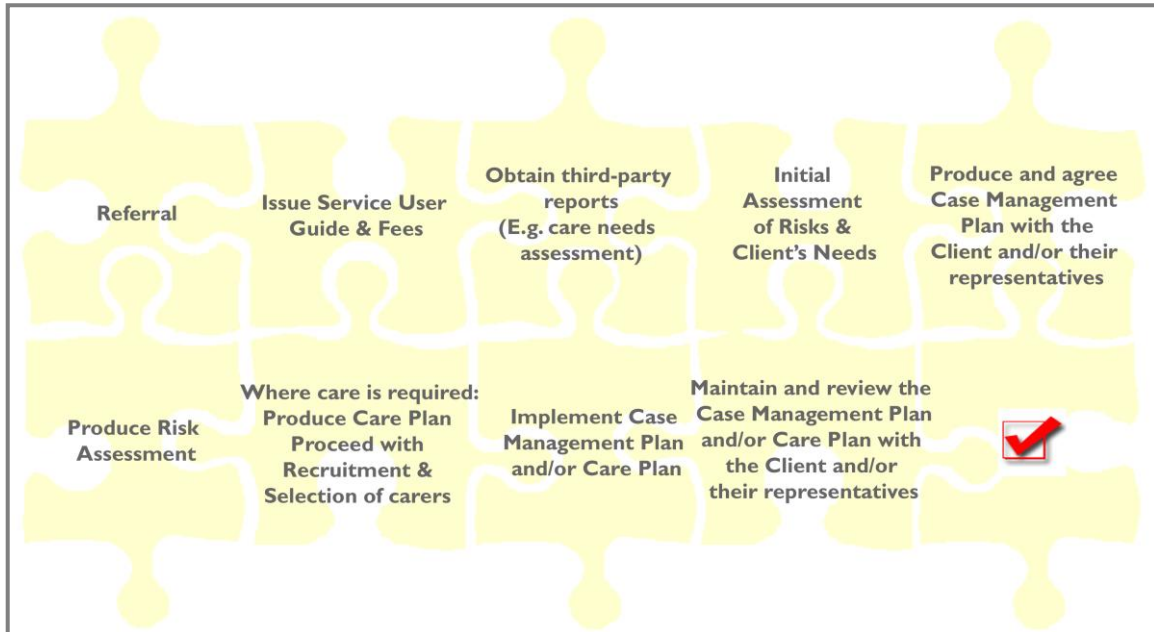 Referral
Issue Service User
Guide & Fees
Obtain third-party
reports
(E.g. care needs
assessment)
Initial
Assessment
of Risks &
Client's Needs
Produce and agree
Case Management
Plan with the
Client and/or their
representatives
Produce Risk
Assessment
Where care is required:
Produce Care Plan
Proceed with
Recruitment &
Selection of carers
Implement Case
Management Plan
and/or Care Plan
Maintain and review the
Case Management Plan
and/or Care Plan with
the Client and/or
their representatives